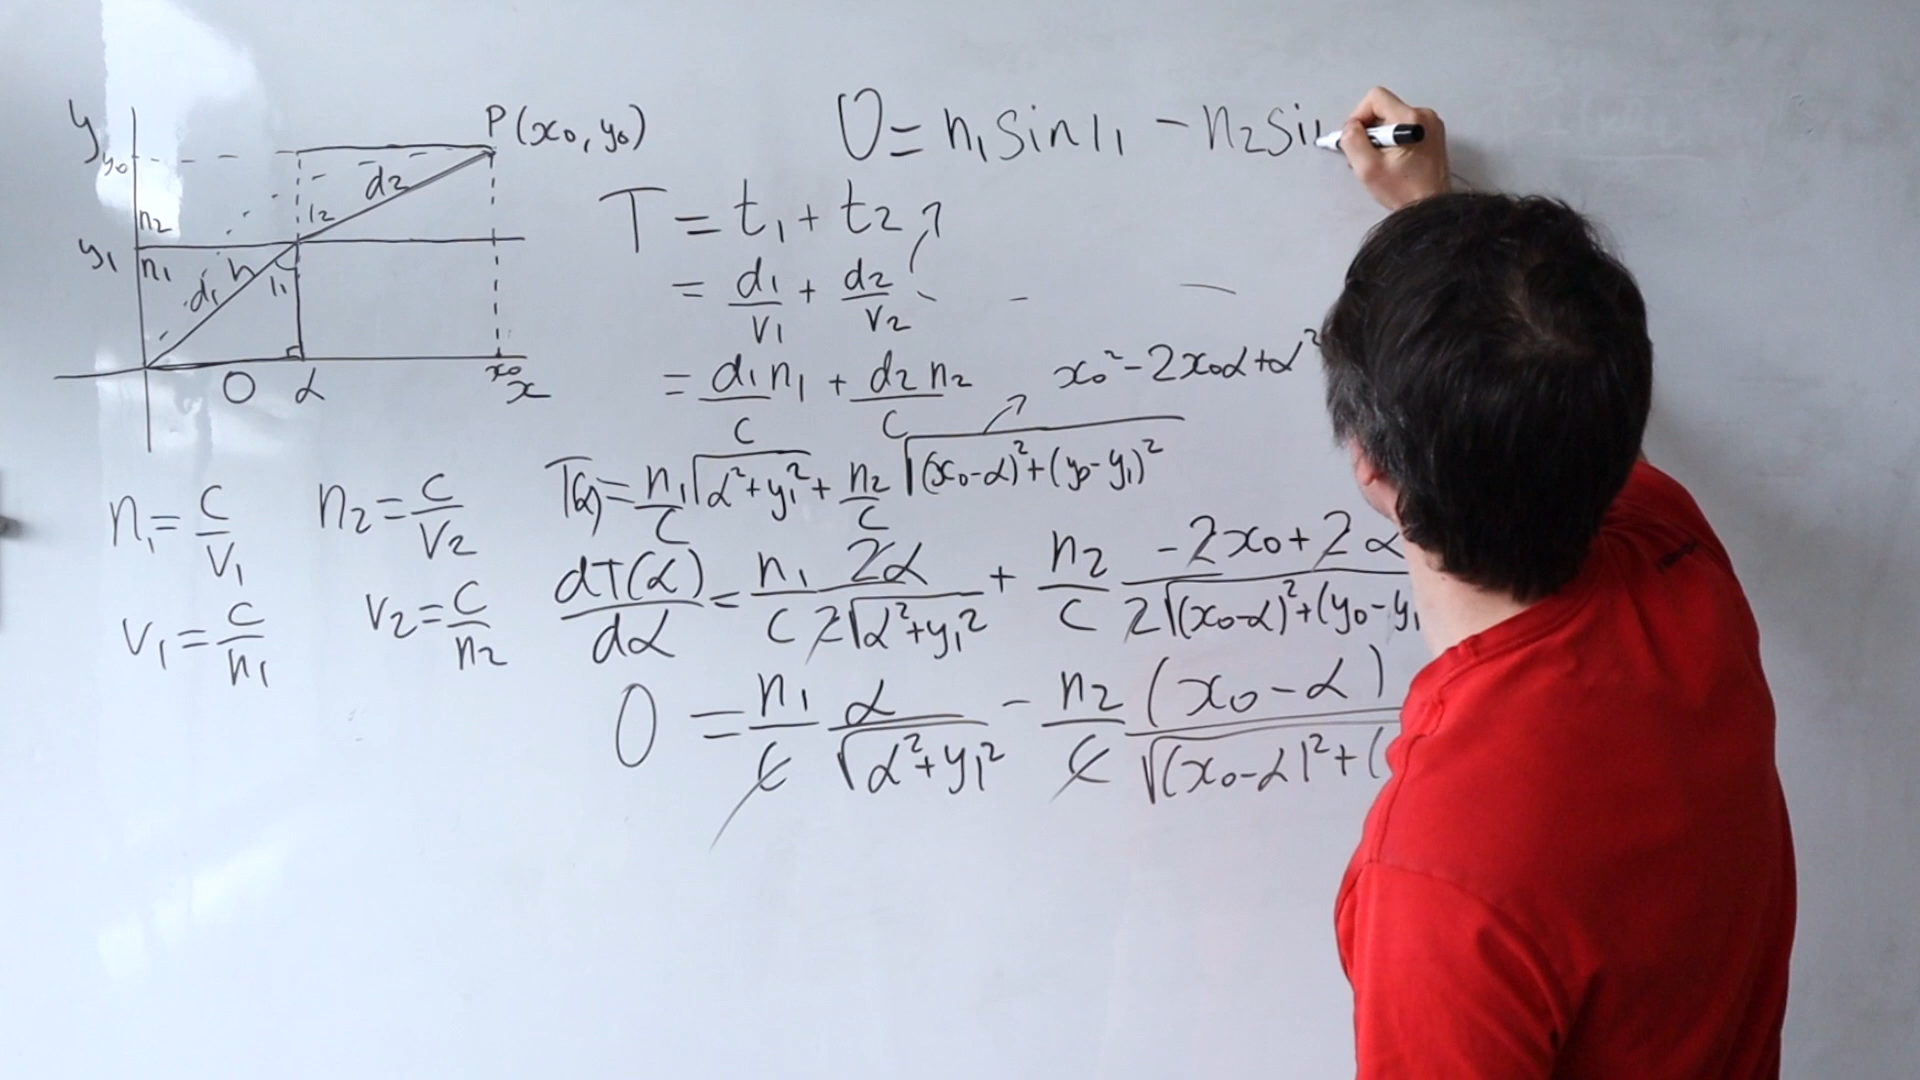 y
y₀
P(x₀, y₀)
d₂
i₂
n₂
y₁
n₁
h
d₁
i₁
O
α
x₀
x
n₁ = c/v₁
n₂ = c/v₂
v₁ = c/n₁
v₂ = c/n₂
0 = n₁ sin i₁ - n₂ si
T = t₁ + t₂
= d₁/v₁ + d₂/v₂
= d₁n₁/c + d₂n₂/c
x₀² - 2x₀α + α²
T(α) = n₁/c √(α² + y₁²) + n₂/c √((x₀-α)² + (y₀-y₁)²)
dT(α)/dα = n₁/c 2α/2√(α² + y₁²) + n₂/c -2x₀ + 2α/2√((x₀-α)² + (y₀-y₁
0 = n₁/c α/√(α² + y₁²) - n₂/c (x₀-α)/√((x₀-α)² + (